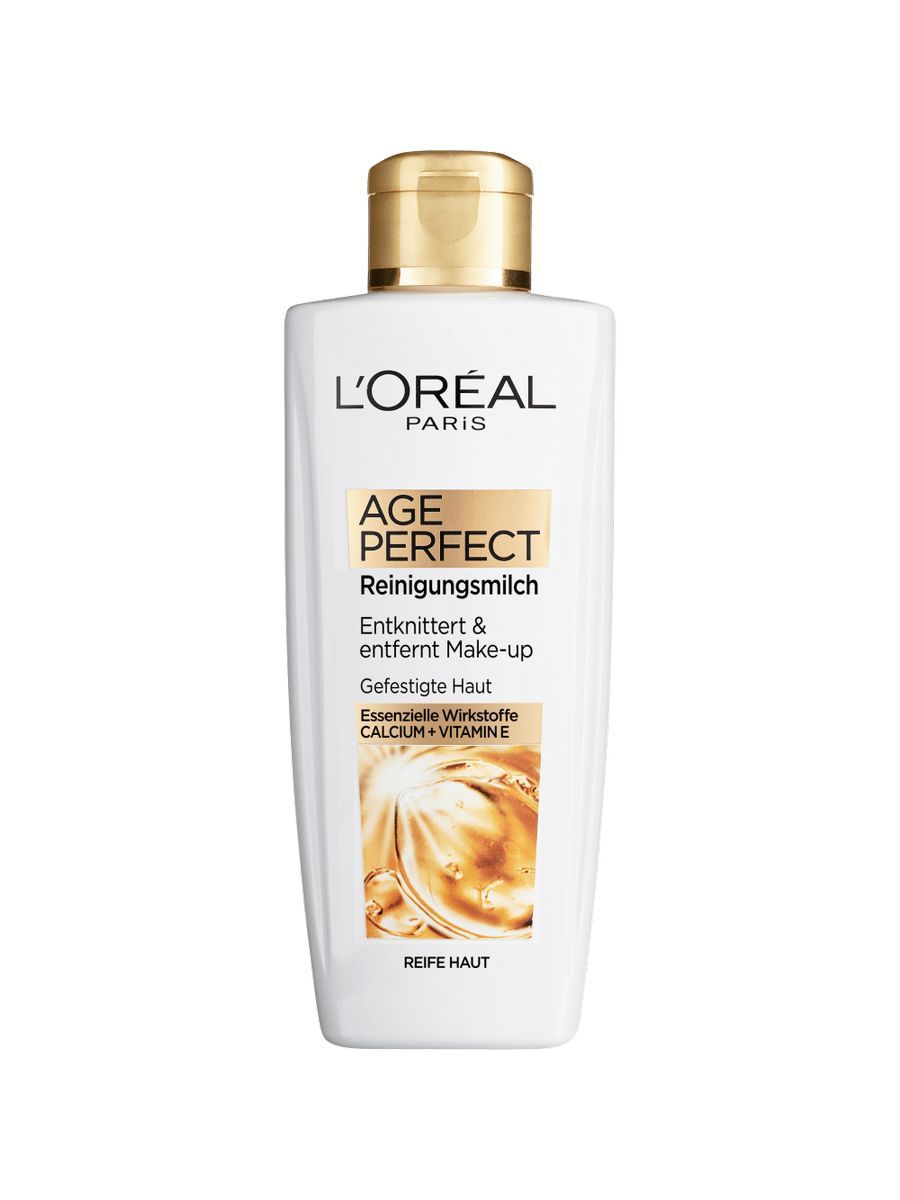 L'ORÉAL
PARiS
AGE
PERFECT
Reinigungsmilch
Entknittert &
entfernt Make-up
Gefestigte Haut
Essenzielle Wirkstoffe
CALCIUM + VITAMIN E
REIFE HAUT